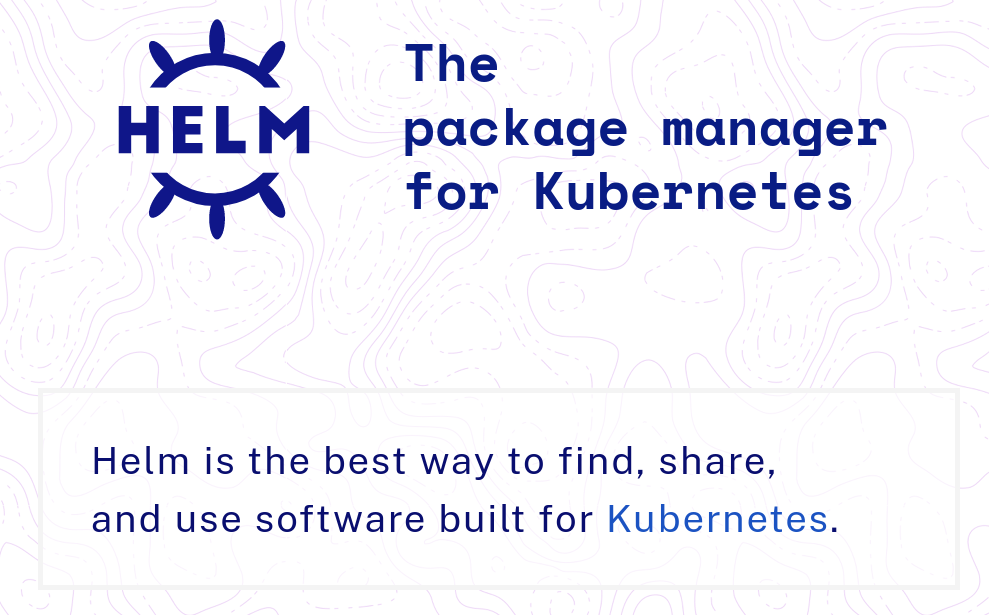 HELM
The
package manager
for Kubernetes
Helm is the best way to find, share,
and use software built for Kubernetes.